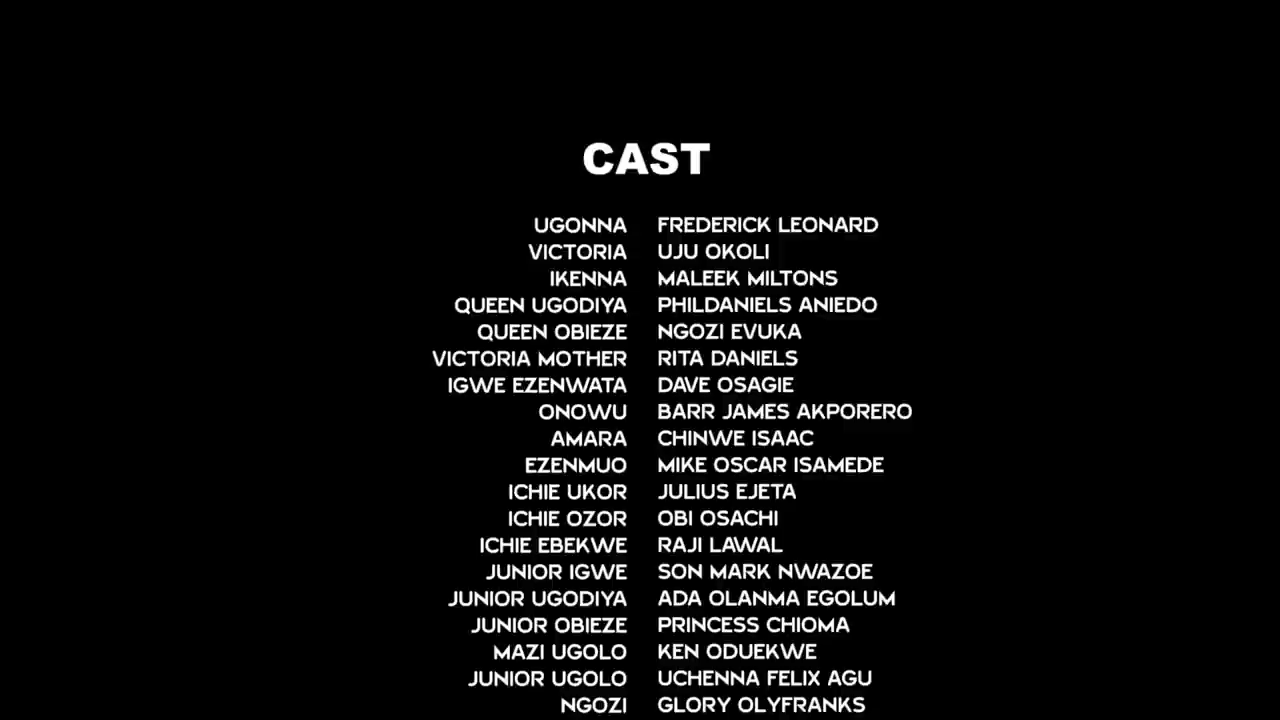 CAST
UGONNA FREDERICK LEONARD
VICTORIA UJU OKOLI
IKENNA MALEEK MILTONS
QUEEN UGODIYA PHILDANIELS ANIEDO
QUEEN OBIEZE NGOZI EVUKA
VICTORIA MOTHER RITA DANIELS
IGWE EZENWATA DAVE OSAGIE
ONOWU BARR JAMES AKPORERO
AMARA CHINWE ISAAC
EZENMUO MIKE OSCAR ISAMEDE
ICHIE UKOR JULIUS EJETA
ICHIE OZOR OBI OSACHI
ICHIE EBEKWE RAJI LAWAL
JUNIOR IGWE SON MARK NWAZOE
JUNIOR UGODIYA ADA OLANMA EGOLUM
JUNIOR OBIEZE PRINCESS CHIOMA
MAZI UGOLO KEN ODUEKWE
JUNIOR UGOLO UCHENNA FELIX AGU
NGOZI GLORY OLYFRANKS